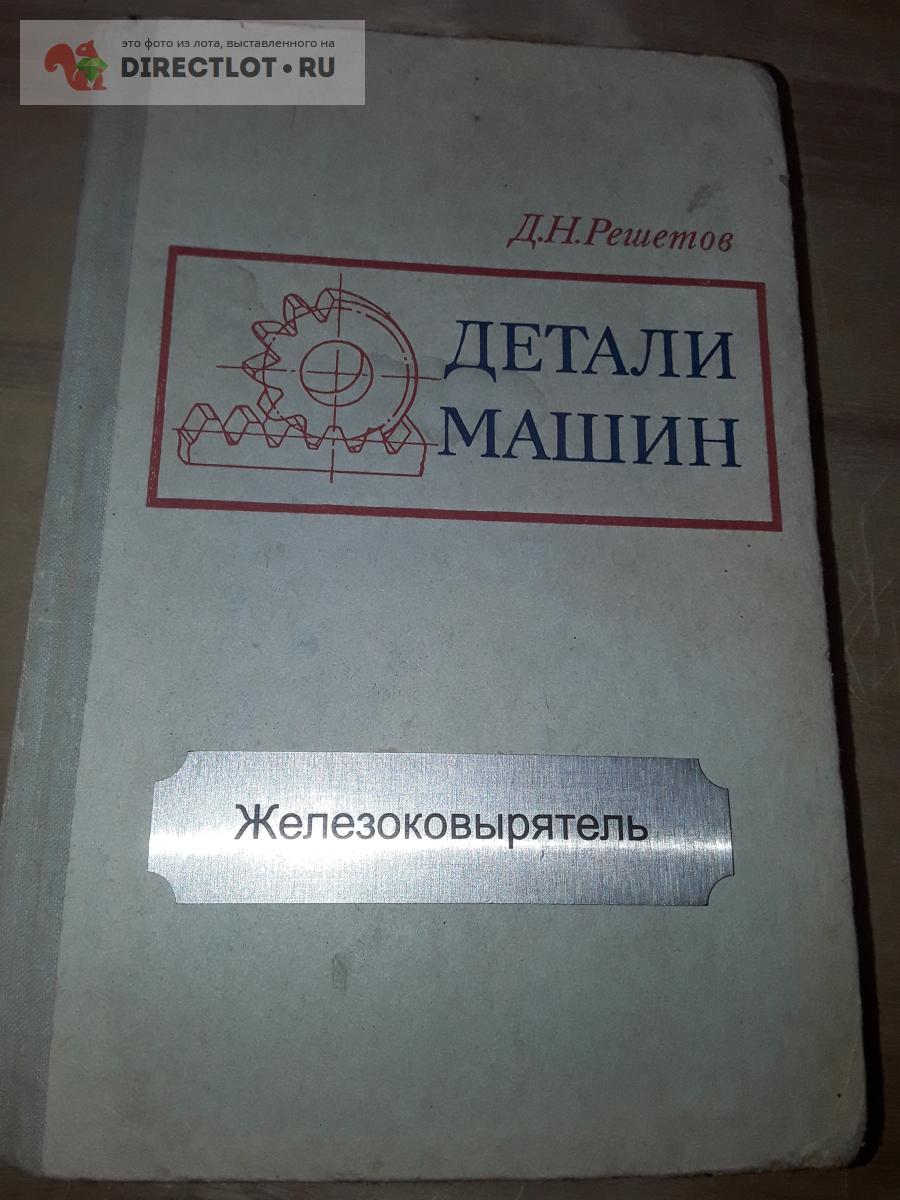 это фото из лота, выставленного на
DIRECTLOT•RU
Д.Н.Решетов
ДЕТАЛИ
МАШИН
Железоковырятель